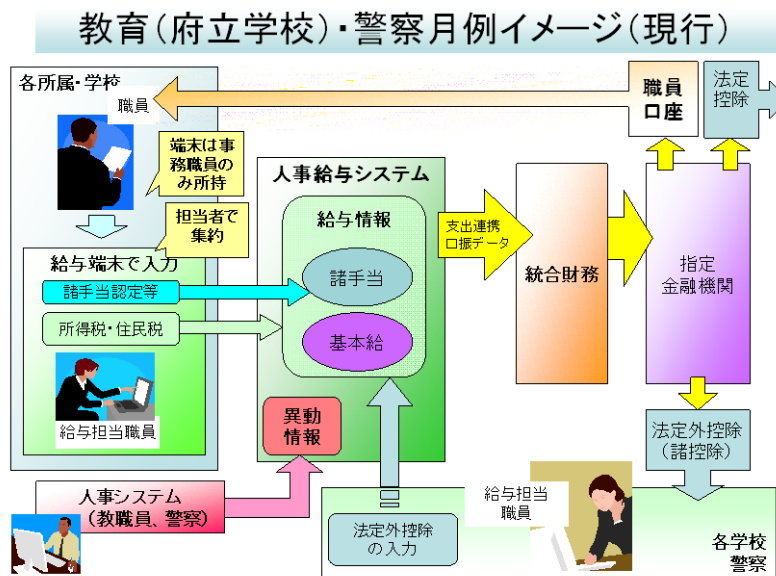 教育(府立学校)・警察月例イメージ(現行)
各所属・学校
職員
端末は事
務職員の
み所持
担当者で
集約
給与端末で入力
諸手当認定等
所得税・住民税
給与担当職員
人事給与システム
給与情報
諸手当
基本給
異動
情報
人事システム
(教職員、警察)
支出連携
口振データ
統合財務
職員
口座
法定
控除
指定
金融機関
法定外控除
(諸控除)
給与担当
職員
法定外控除
の入力
各学校
警察